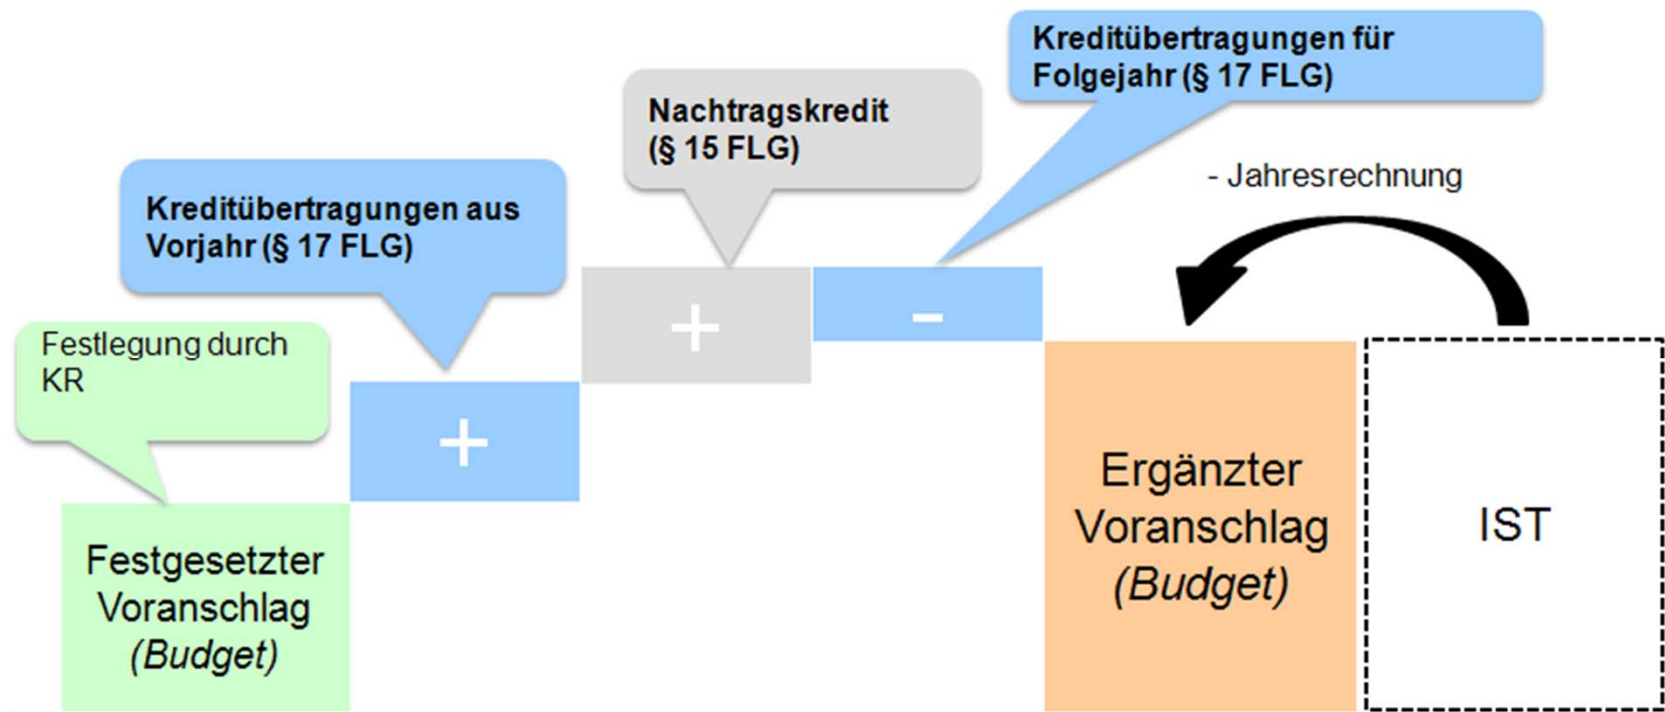 Kreditübertragungen für
Folgejahr (§ 17 FLG)
Nachtragskredit
(§ 15 FLG)
- Jahresrechnung
Kreditübertragungen aus
Vorjahr (§ 17 FLG)
Festlegung durch
KR
+
+
-
Festgesetzter
Voranschlag
(Budget)
Ergänzter
Voranschlag
(Budget)
IST